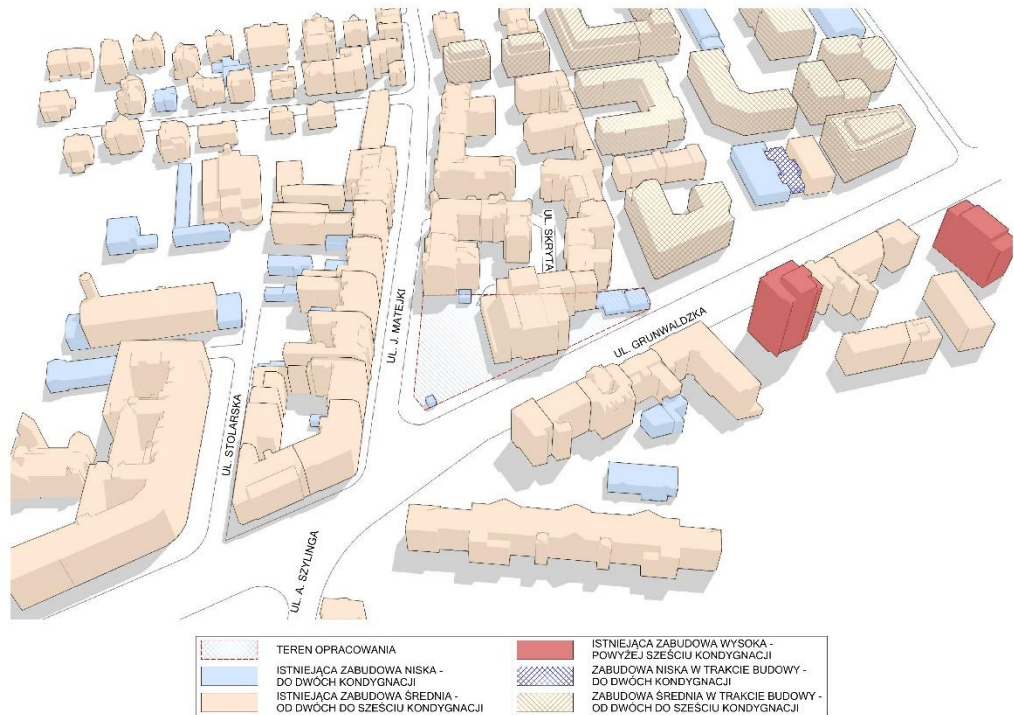 UL. SKRYTA
UL. J. MATEJKI
UL. GRUNWALDZKA
UL. STOLARSKA
UL. A. SZYLINGA
TEREN OPRACOWANIA
ISTNIEJĄCA ZABUDOWA NISKA -
DO DWÓCH KONDYGNACJI
ISTNIEJĄCA ZABUDOWA ŚREDNIA -
OD DWÓCH DO SZEŚCIU KONDYGNACJI
ISTNIEJĄCA ZABUDOWA WYSOKA -
POWYŻEJ SZEŚCIU KONDYGNACJI
ZABUDOWA NISKA W TRAKCIE BUDOWY -
DO DWÓCH KONDYGNACJI
ZABUDOWA ŚREDNIA W TRAKCIE BUDOWY -
OD DWÓCH DO SZEŚCIU KONDYGNACJI